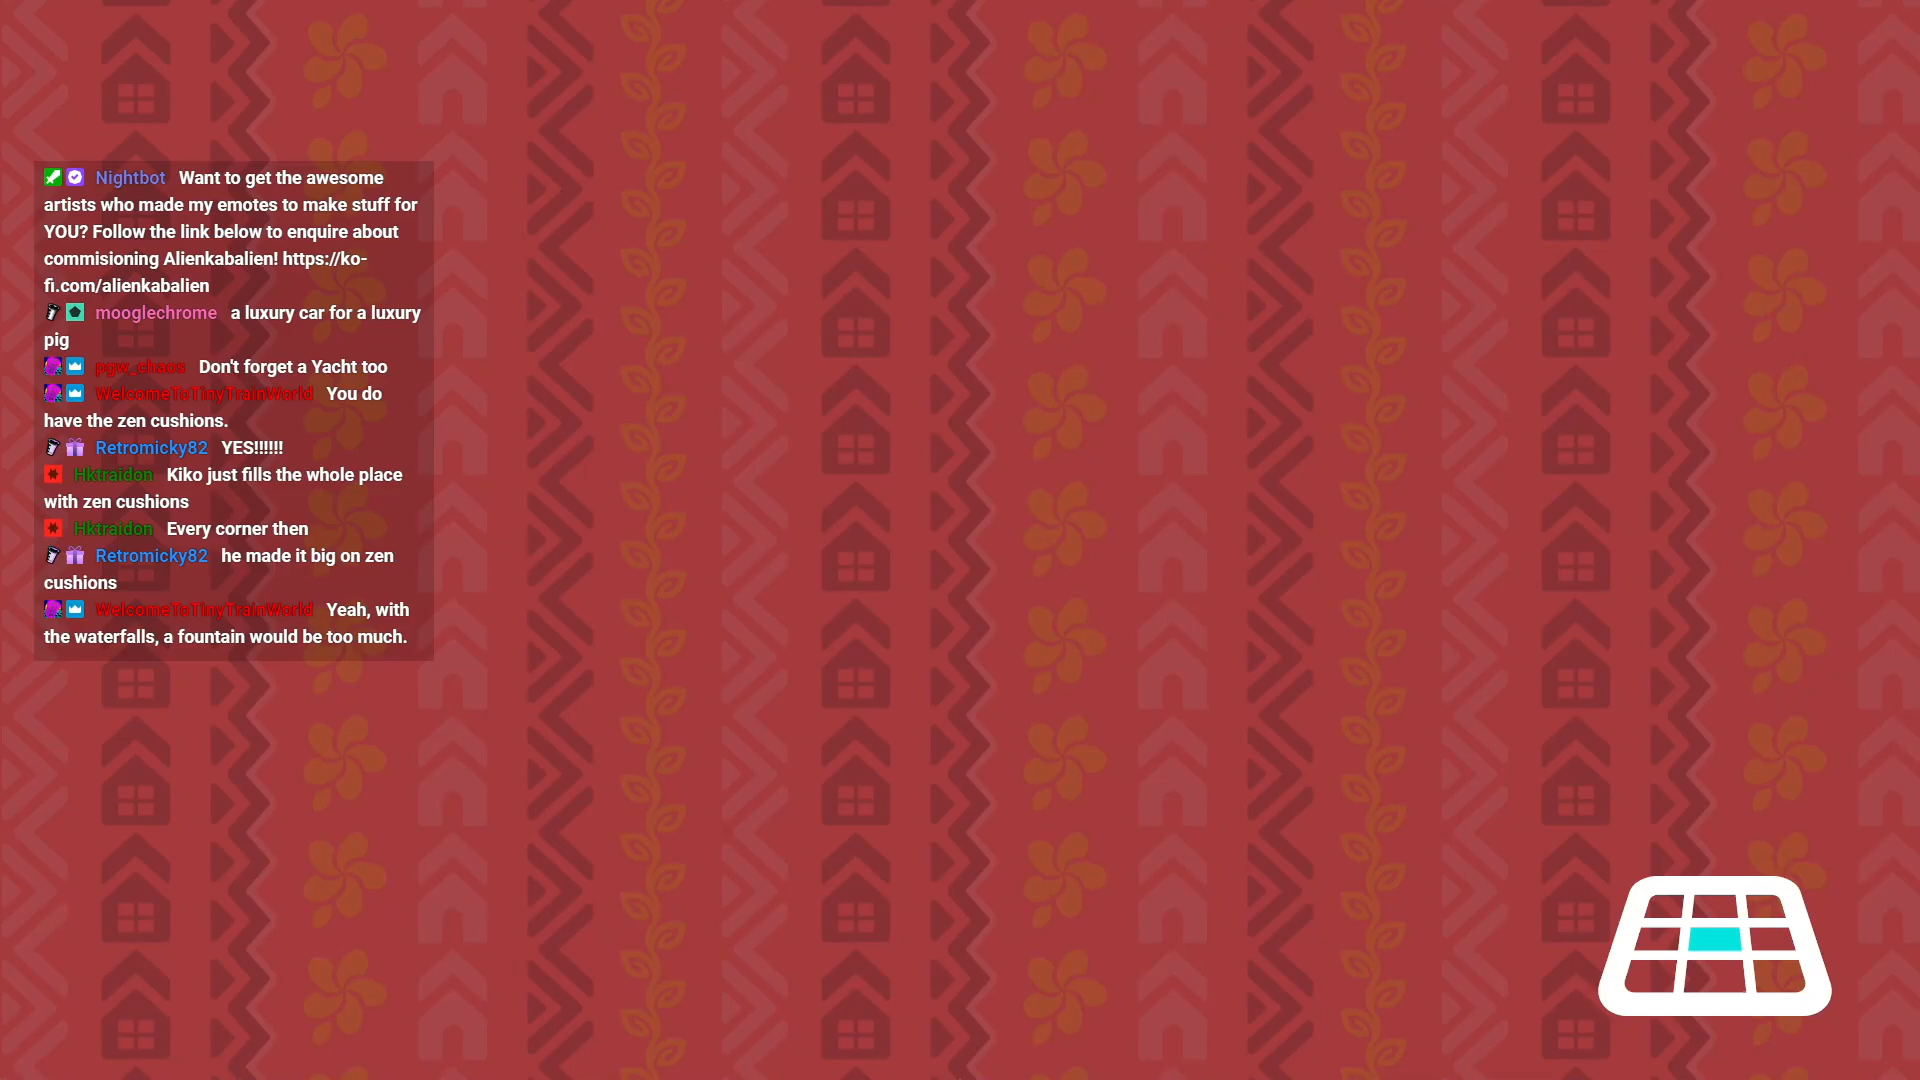 Nightbot Want to get the awesome
artists who made my emotes to make stuff for
YOU? Follow the link below to enquire about
commisioning Alienkabalien! https://ko-
fi.com/alienkabalien
mooglechrome a luxury car for a luxury
pig
pgw_chaos Don't forget a Yacht too
WelcomeToTinyTrainWorld You do
have the zen cushions.
Retromicky82 YES!!!!!!
Hktraidon Kiko just fills the whole place
with zen cushions
Hktraidon Every corner then
Retromicky82 he made it big on zen
cushions
WelcomeToTinyTrainWorld Yeah, with
the waterfalls, a fountain would be too much.